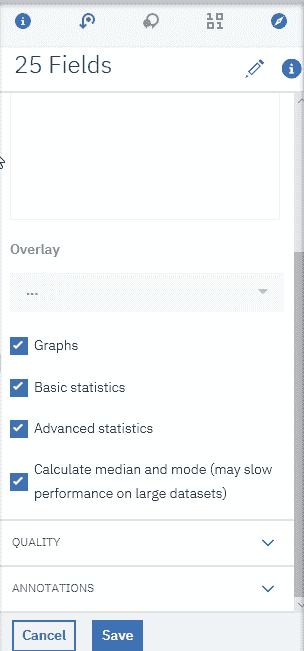 25 Fields
Overlay
...
Graphs
Basic statistics
Advanced statistics
Calculate median and mode (may slow
performance on large datasets)
QUALITY
ANNOTATIONS
Cancel Save